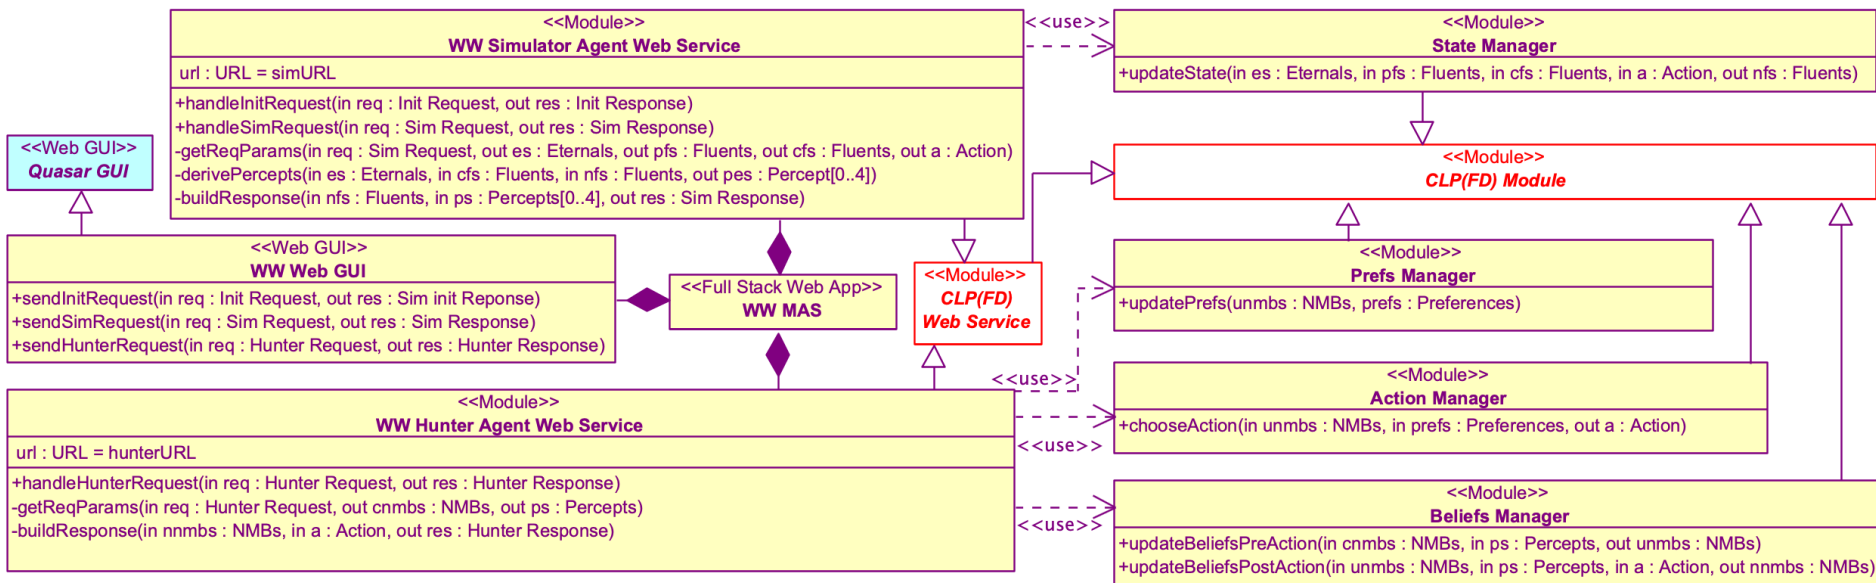 <<Module>>
WW Simulator Agent Web Service
url : URL = simURL
+handleInitRequest(in req : Init Request, out res : Init Response)
+handleSimRequest(in req : Sim Request, out res : Sim Response)
-getReqParams(in req : Sim Request, out es : Eternals, out pfs : Fluents, out cfs : Fluents, out a : Action)
-derivePercepts(in es : Eternals, in cfs : Fluents, in nfs : Fluents, out pes : Percept[0..4])
-buildResponse(in nfs : Fluents, in ps : Percepts[0..4], out res : Sim Response)
<<use>>
<<Module>>
State Manager
+updateState(in es : Eternals, in pfs : Fluents, in cfs : Fluents, in a : Action, out nfs : Fluents)
<<Web GUI>>
Quasar GUI
<<Module>>
CLP(FD) Module
<<Web GUI>>
WW Web GUI
+sendInitRequest(in req : Init Request, out res : Sim init Reponse)
+sendSimRequest(in req : Sim Request, out res : Sim Response)
+sendHunterRequest(in req : Hunter Request, out res : Hunter Response)
<<Full Stack Web App>>
WW MAS
<<Module>>
CLP(FD)
Web Service
<<Module>>
Prefs Manager
+updatePrefs(unmbs : NMBs, prefs : Preferences)
<<use>>
<<Module>>
Action Manager
+chooseAction(in unmbs : NMBs, in prefs : Preferences, out a : Action)
<<Module>>
WW Hunter Agent Web Service
url : URL = hunterURL
+handleHunterRequest(in req : Hunter Request, out res : Hunter Response)
-getReqParams(in req : Hunter Request, out cnmbs : NMBs, out ps : Percepts)
-buildResponse(in nnmbs : NMBs, in a : Action, out res : Hunter Response)
<<use>>
<<use>>
<<Module>>
Beliefs Manager
+updateBeliefsPreAction(in cnmbs : NMBs, in ps : Percepts, out unmbs : NMBs)
+updateBeliefsPostAction(in unmbs : NMBs, in ps : Percepts, in a : Action, out nnmbs : NMBs)